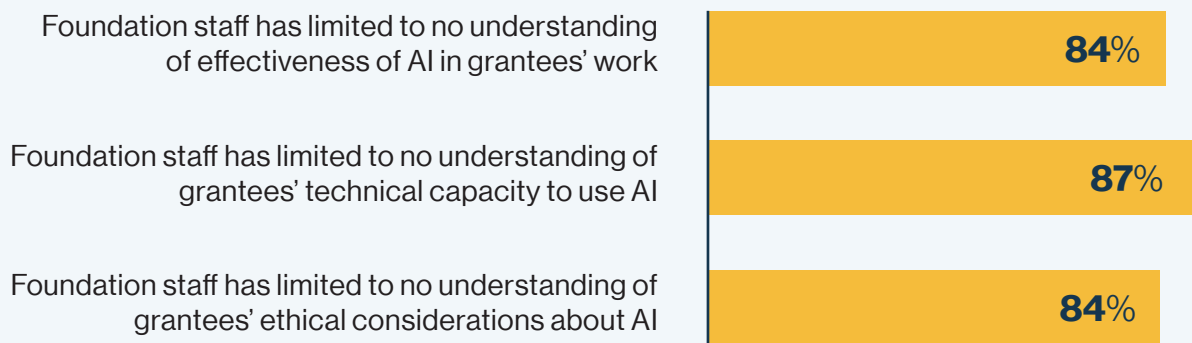 Foundation staff has limited to no understanding
of effectiveness of AI in grantees’ work
84%
Foundation staff has limited to no understanding of
grantees’ technical capacity to use AI
87%
Foundation staff has limited to no understanding of
grantees’ ethical considerations about AI
84%